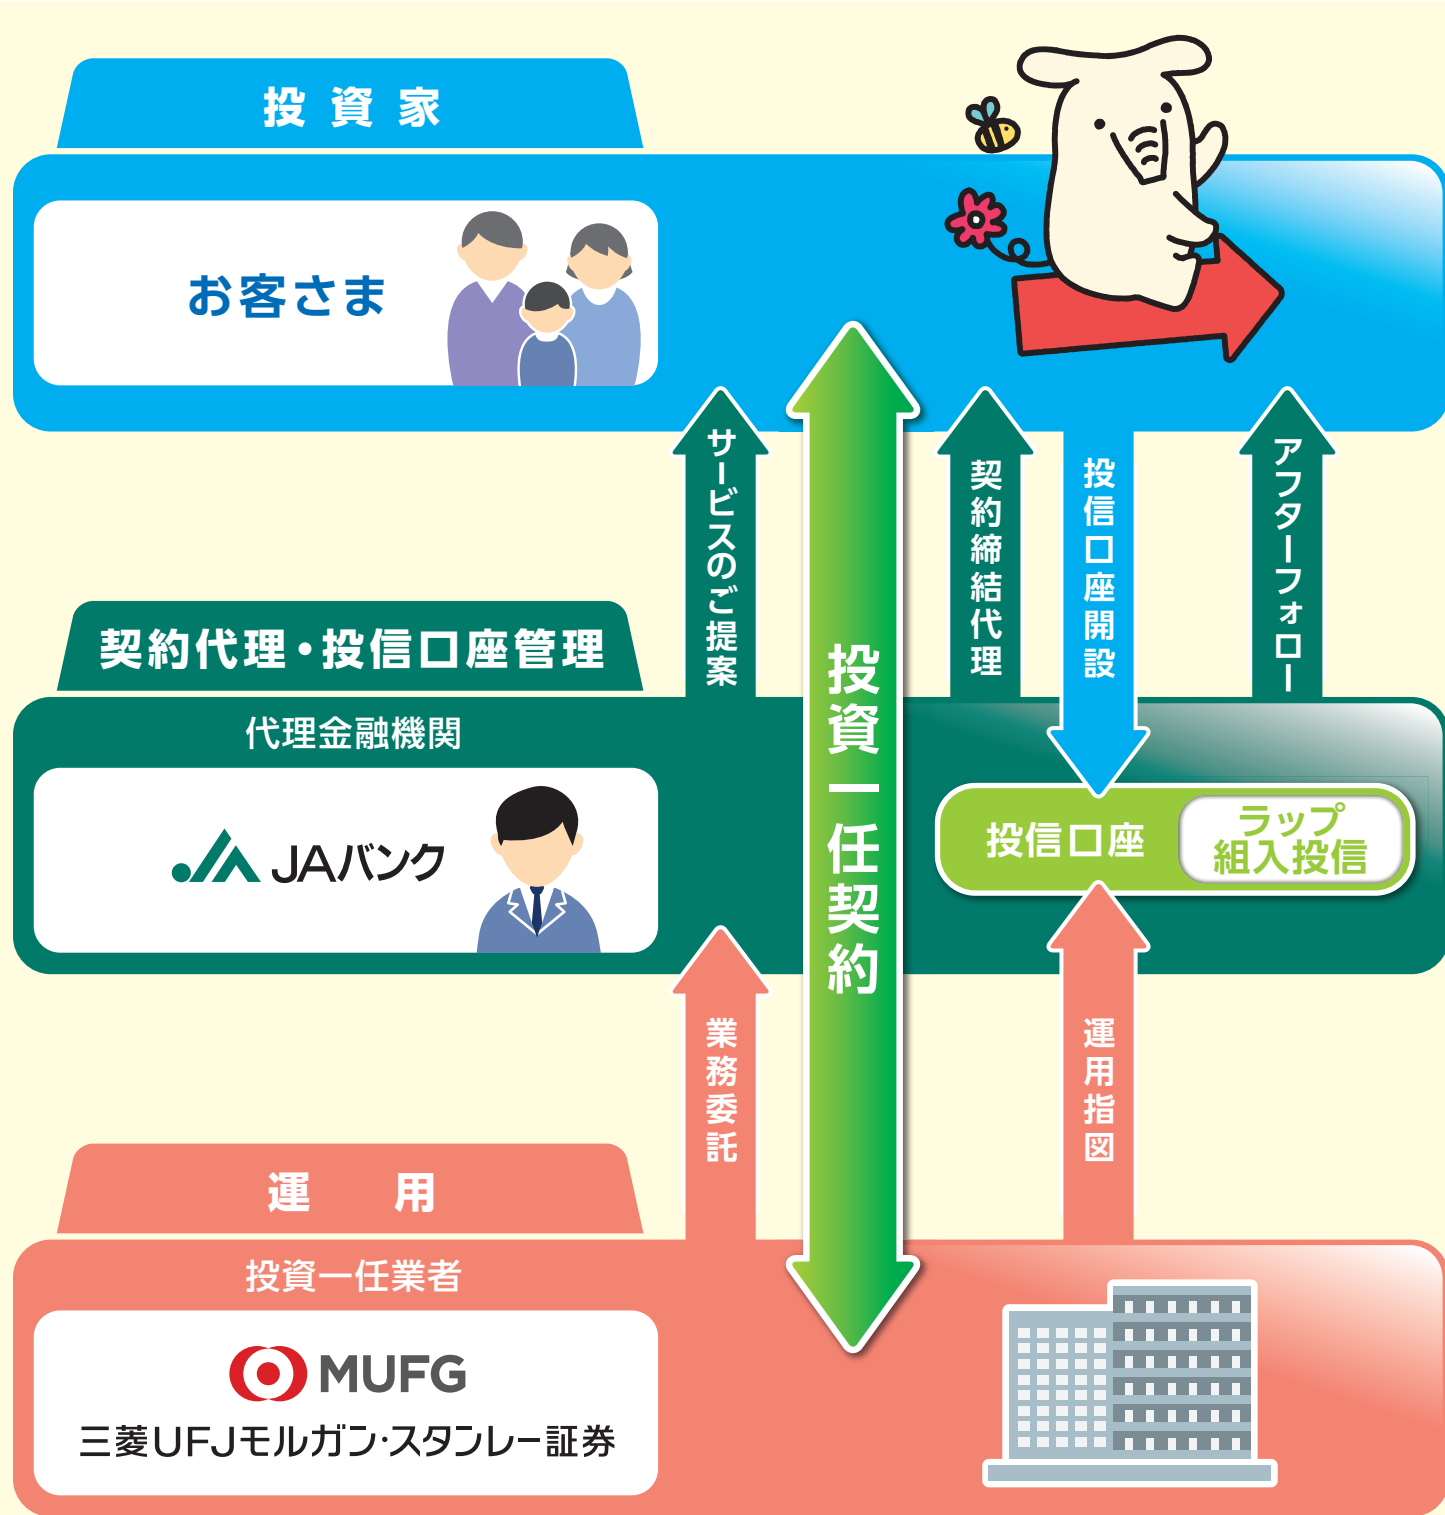 投資家
お客さま
サービスのご提案
投資一任契約
契約締結代理
投信口座開設
アフターフォロー
契約代理・投信口座管理
代理金融機関
JAバンク
投信口座
ラップ
組入投信
業務委託
運用指図
運用
投資一任業者
MUFG
三菱UFJモルガン・スタンレー証券